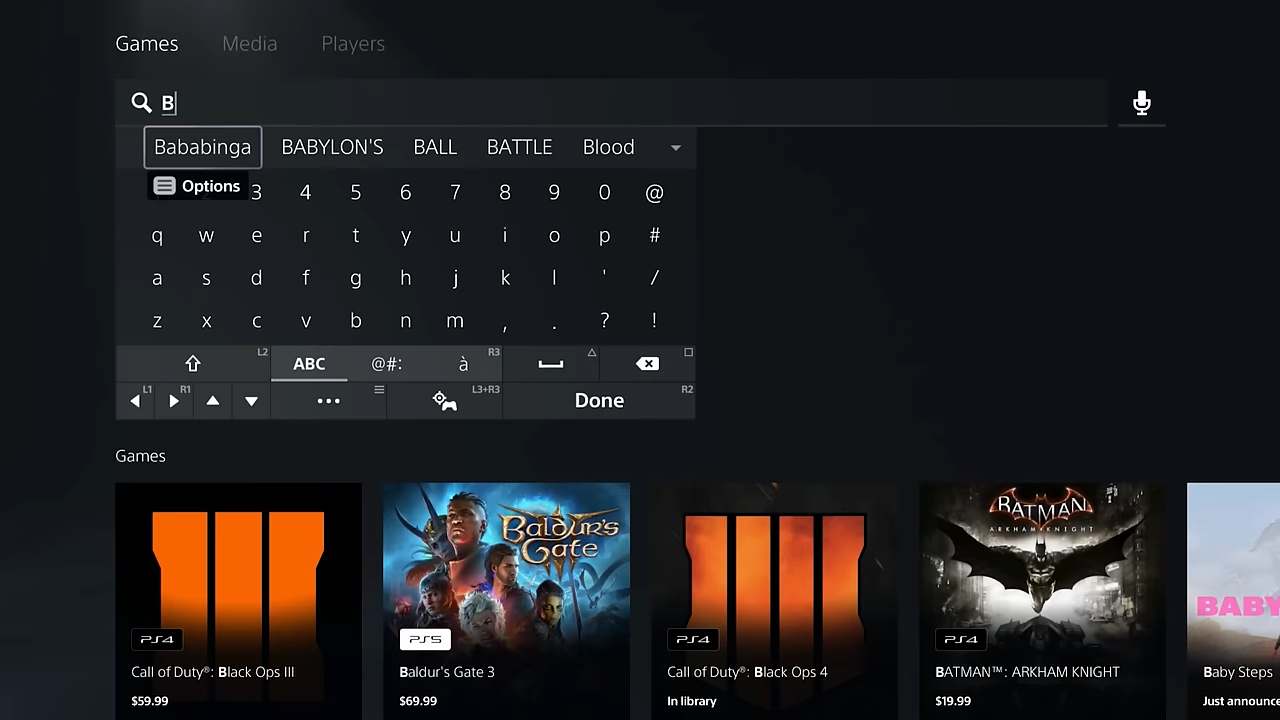 Games Media Players
B
Bababinga BABYLON'S BALL BATTLE Blood
Options
3 4 5 6 7 8 9 0 @
q w e r t y u i o p #
a s d f g h j k l ' /
z x c v b n m , . ? !
L2 ABC @#: à R3
L1 R1 ••• L3+R3 Done R2
Games
BALDUR'S GATE
BATMAN
ARKHAM KNIGHT
BABY
PS4 PS5 PS4 PS4
Call of Duty®: Black Ops III Baldur's Gate 3 Call of Duty®: Black Ops 4 BATMAN™: ARKHAM KNIGHT Baby Steps
$59.99 $69.99 In library $19.99 Just announce